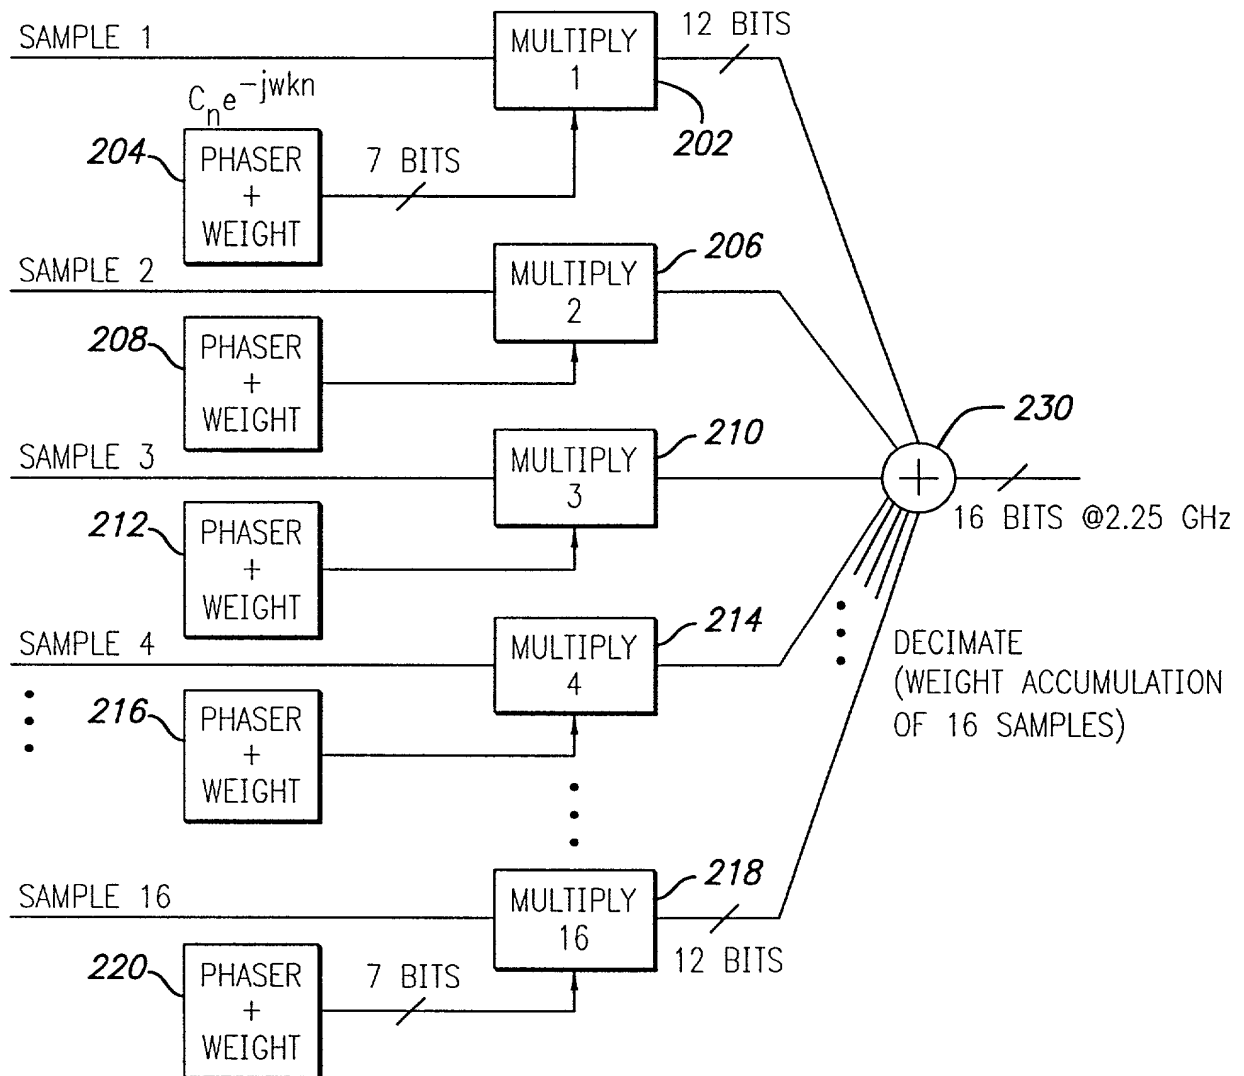 SAMPLE 1
MULTIPLY
1
12 BITS
202
C_n e^-jwkn
204
PHASER
+
WEIGHT
7 BITS
SAMPLE 2
MULTIPLY
2
206
208
PHASER
+
WEIGHT
SAMPLE 3
MULTIPLY
3
210
230
+
16 BITS @2.25 GHz
212
PHASER
+
WEIGHT
SAMPLE 4
MULTIPLY
4
214
DECIMATE
(WEIGHT ACCUMULATION
OF 16 SAMPLES)
216
PHASER
+
WEIGHT
SAMPLE 16
MULTIPLY
16
218
12 BITS
220
PHASER
+
WEIGHT
7 BITS